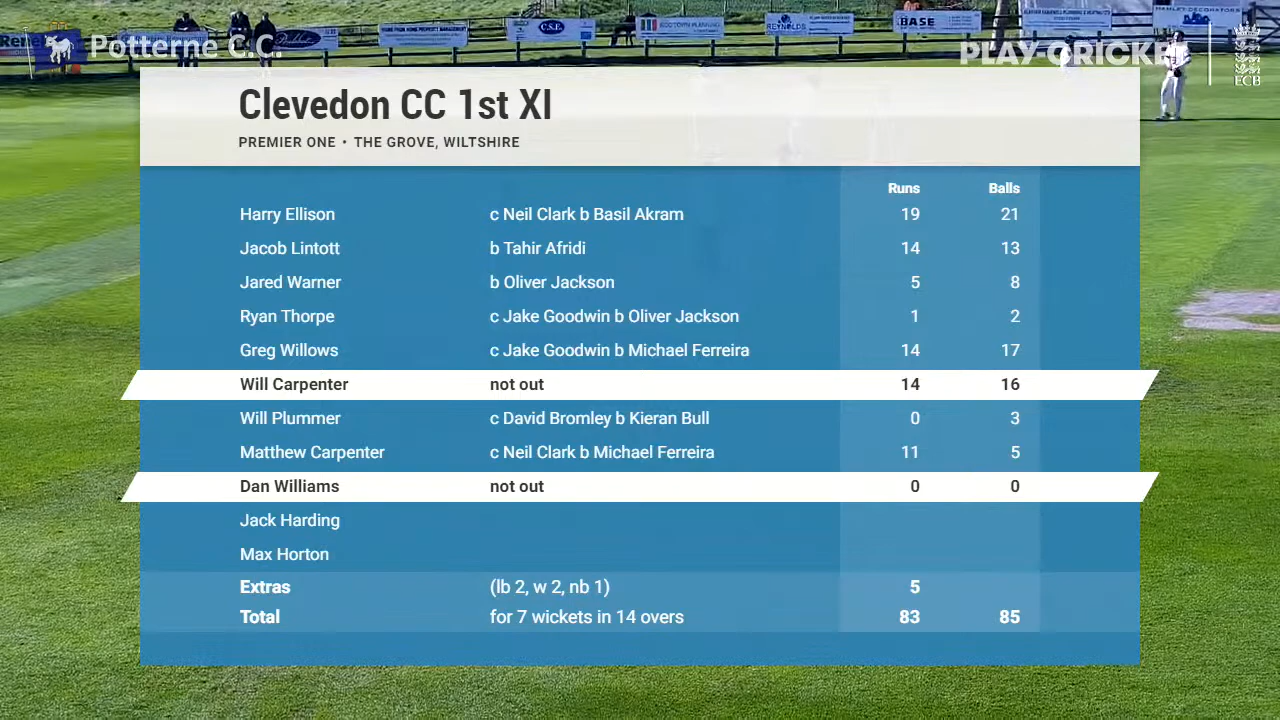 Potterne C.C.
PLAY-CRICKE
ECB
C.S.E.
REYNOLDS
BASE
Clevedon CC 1st XI
PREMIER ONE • THE GROVE, WILTSHIRE
Runs Balls
Harry Ellison c Neil Clark b Basil Akram 19 21
Jacob Lintott b Tahir Afridi 14 13
Jared Warner b Oliver Jackson 5 8
Ryan Thorpe c Jake Goodwin b Oliver Jackson 1 2
Greg Willows c Jake Goodwin b Michael Ferreira 14 17
Will Carpenter not out 14 16
Will Plummer c David Bromley b Kieran Bull 0 3
Matthew Carpenter c Neil Clark b Michael Ferreira 11 5
Dan Williams not out 0 0
Jack Harding
Max Horton
Extras (lb 2, w 2, nb 1) 5
Total for 7 wickets in 14 overs 83 85